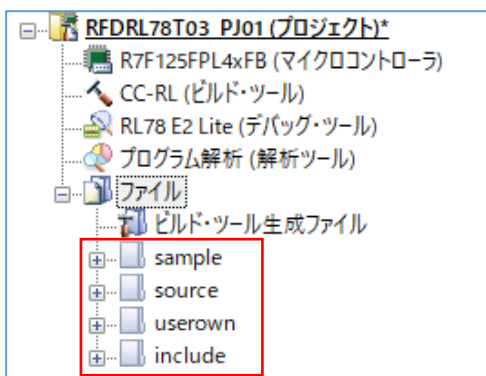 RFDRL78T03_PJ01 (プロジェクト)*
R7F125FPL4xFB (マイクロコントローラ)
CC-RL (ビルド・ツール)
RL78 E2 Lite (デバッグ・ツール)
プログラム解析 (解析ツール)
ファイル
ビルド・ツール生成ファイル
sample
source
userown
include